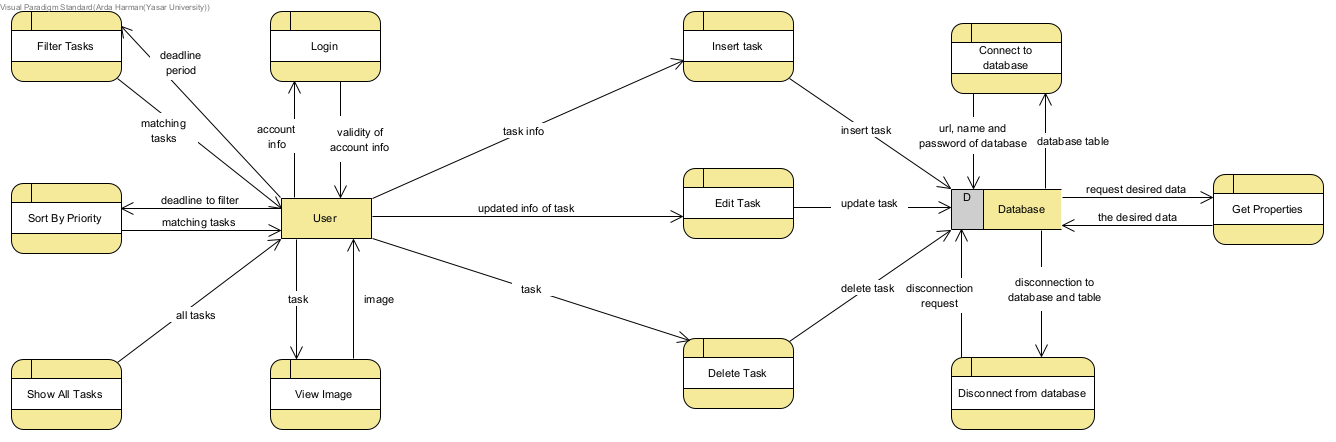 Visual Paradigm Standard(Arda Harman(Yasar University))
Filter Tasks
Login
Insert task
Connect to
database
deadline
period
matching
tasks
account
info
validity of
account info
task info
insert task
url, name and
password of database
database table
Sort By Priority
deadline to filter
matching tasks
User
updated info of task
Edit Task
update task
D
Database
request desired data
the desired data
Get Properties
all tasks
task
image
task
delete task
disconnection
request
disconnection to
database and table
Show All Tasks
View Image
Delete Task
Disconnect from database